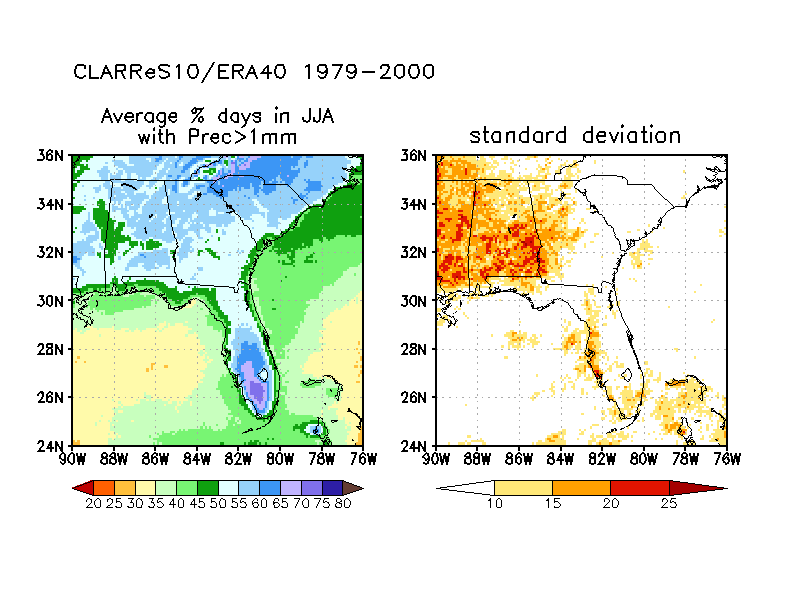 CLARReS10/ERA40 1979-2000
Average % days in JJA
with Prec>1mm
standard deviation
36N
34N
32N
30N
28N
26N
24N
90W 88W 86W 84W 82W 80W 78W 76W
20 25 30 35 40 45 50 55 60 65 70 75 80
36N
34N
32N
30N
28N
26N
24N
90W 88W 86W 84W 82W 80W 78W 76W
10 15 20 25